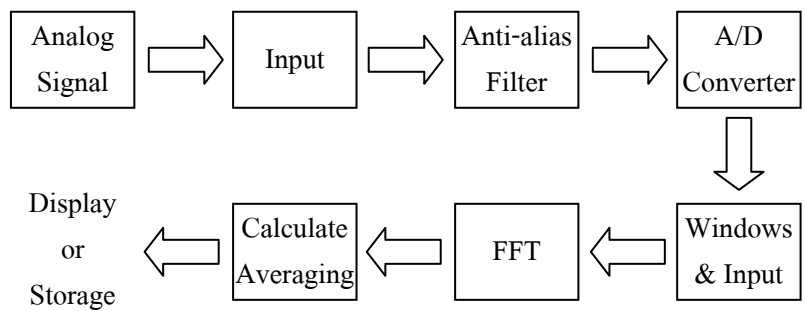 Analog
Signal
Input
Anti-alias
Filter
A/D
Converter
Windows
& Input
FFT
Calculate
Averaging
Display
or
Storage